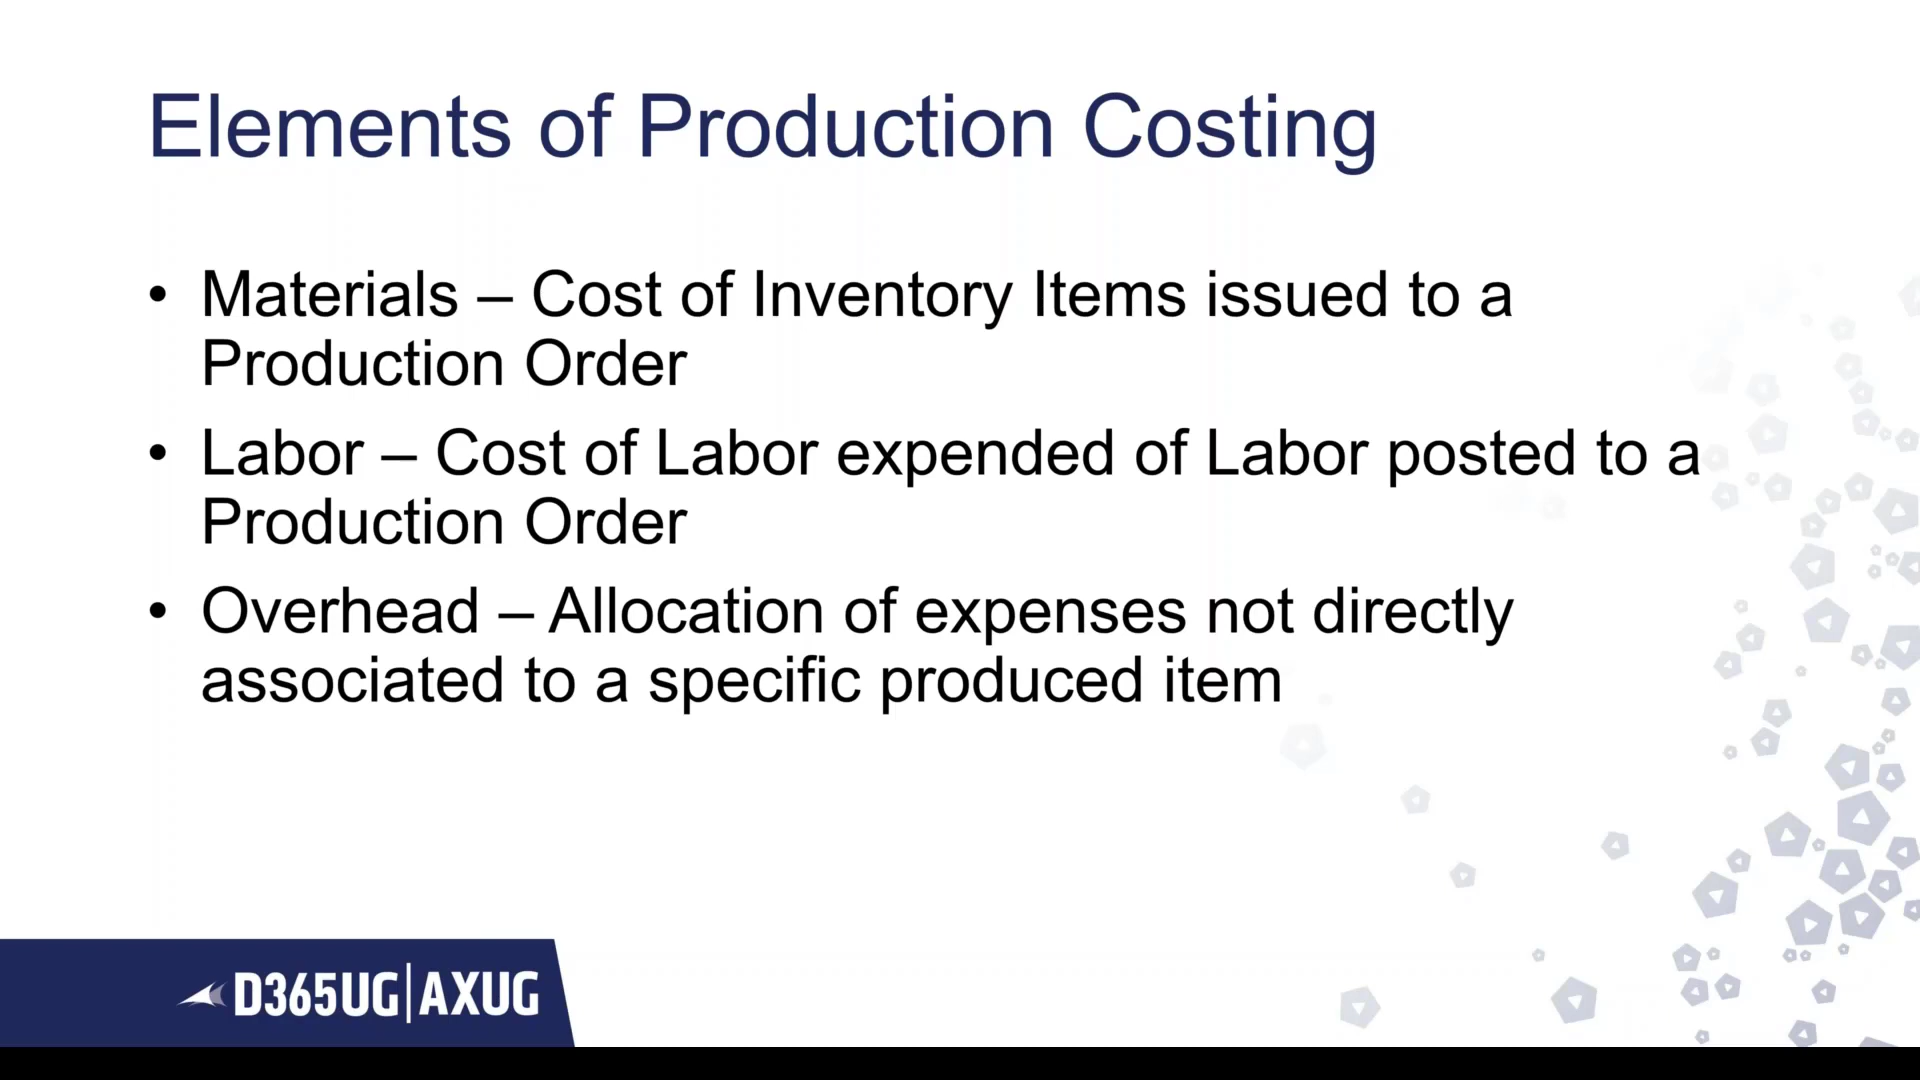 Elements of Production Costing
• Materials – Cost of Inventory Items issued to a
Production Order
• Labor – Cost of Labor expended of Labor posted to a
Production Order
• Overhead – Allocation of expenses not directly
associated to a specific produced item
D365UG|AXUG